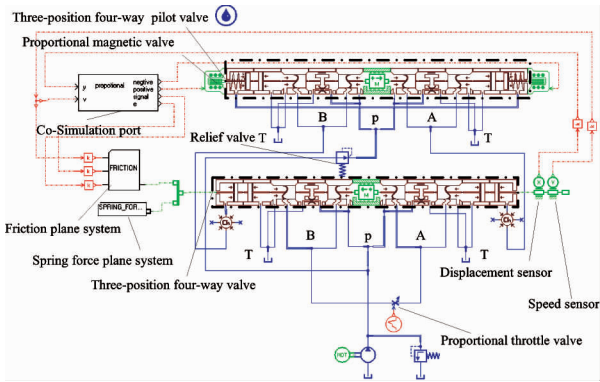 Three-position four-way pilot valve
Proportional magnetic valve
y
v
propotional
negtive
positive
signal
e
Co-Simulation port
B
p
A
Relief valve T
T
k
k
k
FRICTION
SPRING_FOR...
Friction plane system
Spring force plane system
Three-position four-way valve
T
B
p
A
T
Displacement sensor
Speed sensor
Proportional throttle valve
MOT